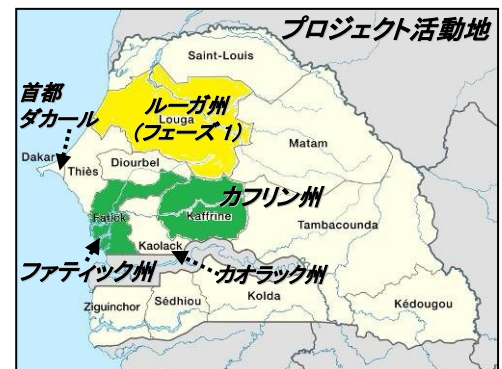 プロジェクト活動地
Saint-Louis
首都
ダカール
ルーガ州
Louga
(フェーズ1)
Matam
Dakar
Thiès
Diourbel
カフリン州
Fatick
Kaffrine
Tambacounda
Kaolack
ファティック州
カオラック州
Ziguinchor
Sédhiou
Kolda
Kédougou